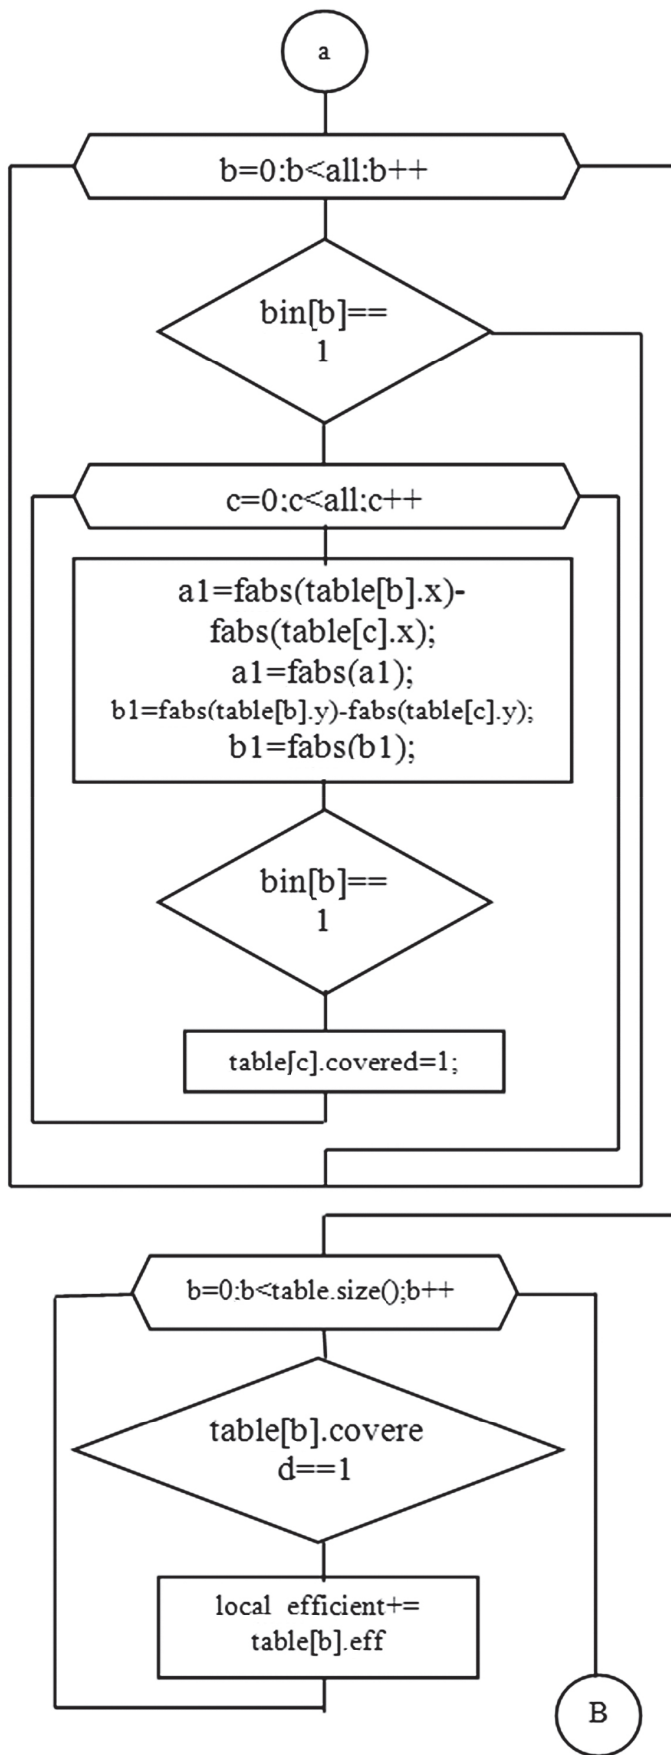 a
b=0;b<all;b++
bin[b]==
1
c=0;c<all;c++
a1=fabs(table[b].x)-
fabs(table[c].x);
a1=fabs(a1);
b1=fabs(table[b].y)-fabs(table[c].y);
b1=fabs(b1);
bin[b]==
1
table[c].covered=1;
b=0;b<table.size();b++
table[b].covere
d==1
local efficient+=
table[b].eff
B